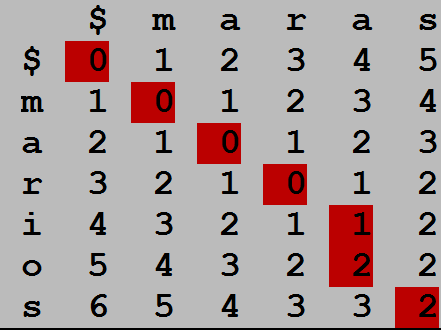 $ m a r a s
$ 0 1 2 3 4 5
m 1 0 1 2 3 4
a 2 1 0 1 2 3
r 3 2 1 0 1 2
i 4 3 2 1 1 2
o 5 4 3 2 2 2
s 6 5 4 3 3 2